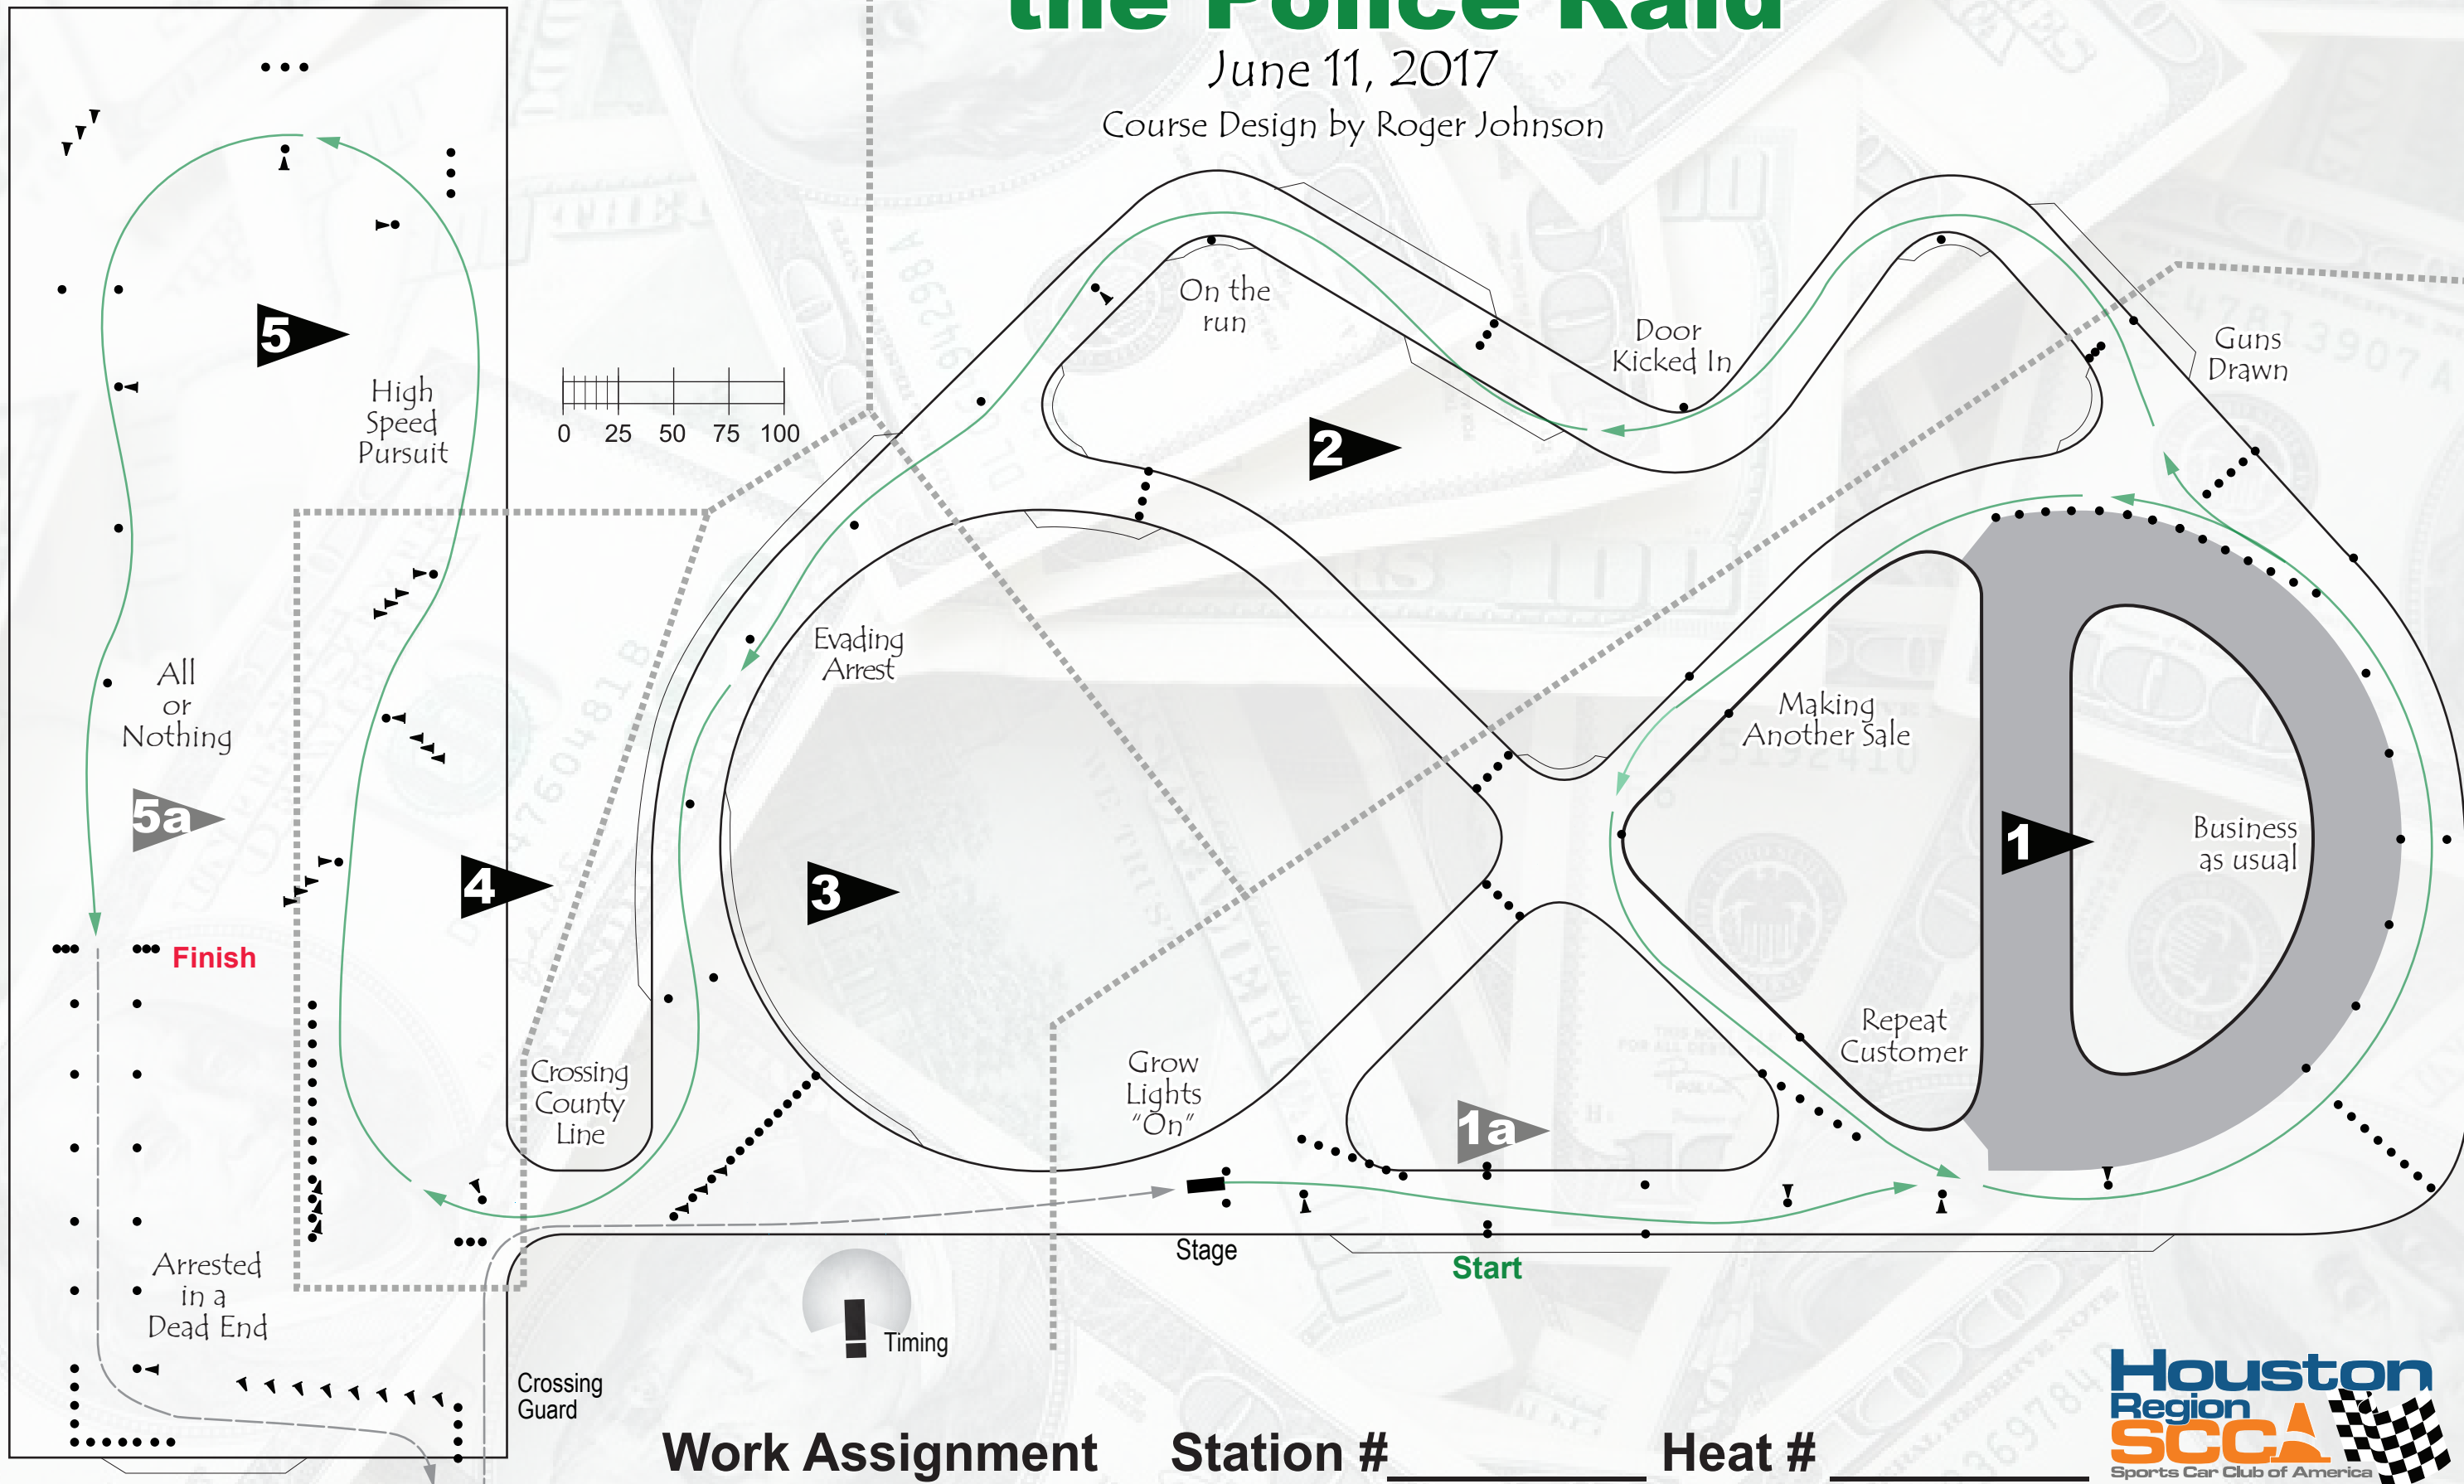 the Police Raid
June 11, 2017
Course Design by Roger Johnson
5
High
Speed
Pursuit
0 25 50 75 100
On the
run
Door
Kicked In
Guns
Drawn
2
Evading
Arrest
All
or
Nothing
5a
4
3
Making
Another Sale
1
Business
as usual
Finish
Repeat
Customer
Crossing
County
Line
Grow
Lights
"On"
1a
Stage
Start
Arrested
in a
Dead End
Timing
Crossing
Guard
Work Assignment Station # Heat #
Houston
Region
SCCA
Sports Car Club of America